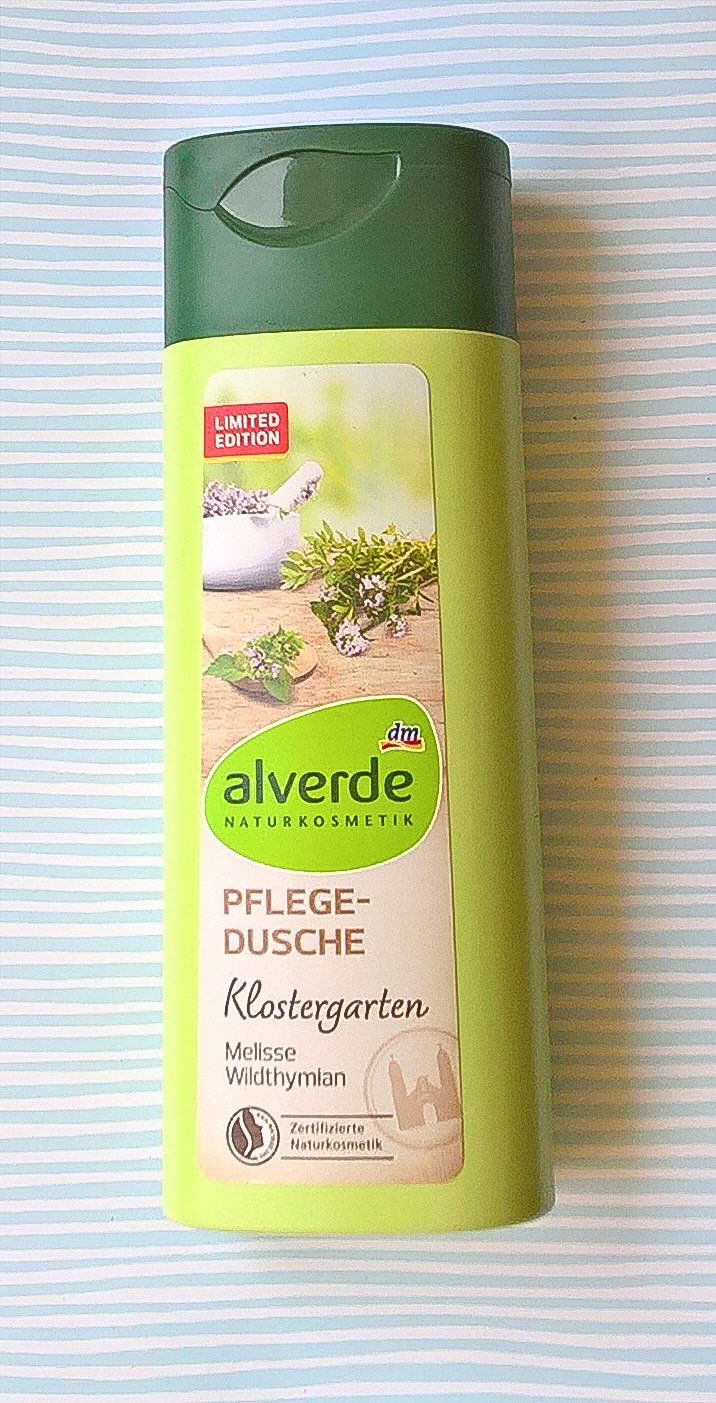 LIMITED
EDITION
dm
alverde
NATURKOSMETIK
PFLEGE-
DUSCHE
Klostergarten
Melisse
Wildthymian
Zertifizierte
Naturkosmetik